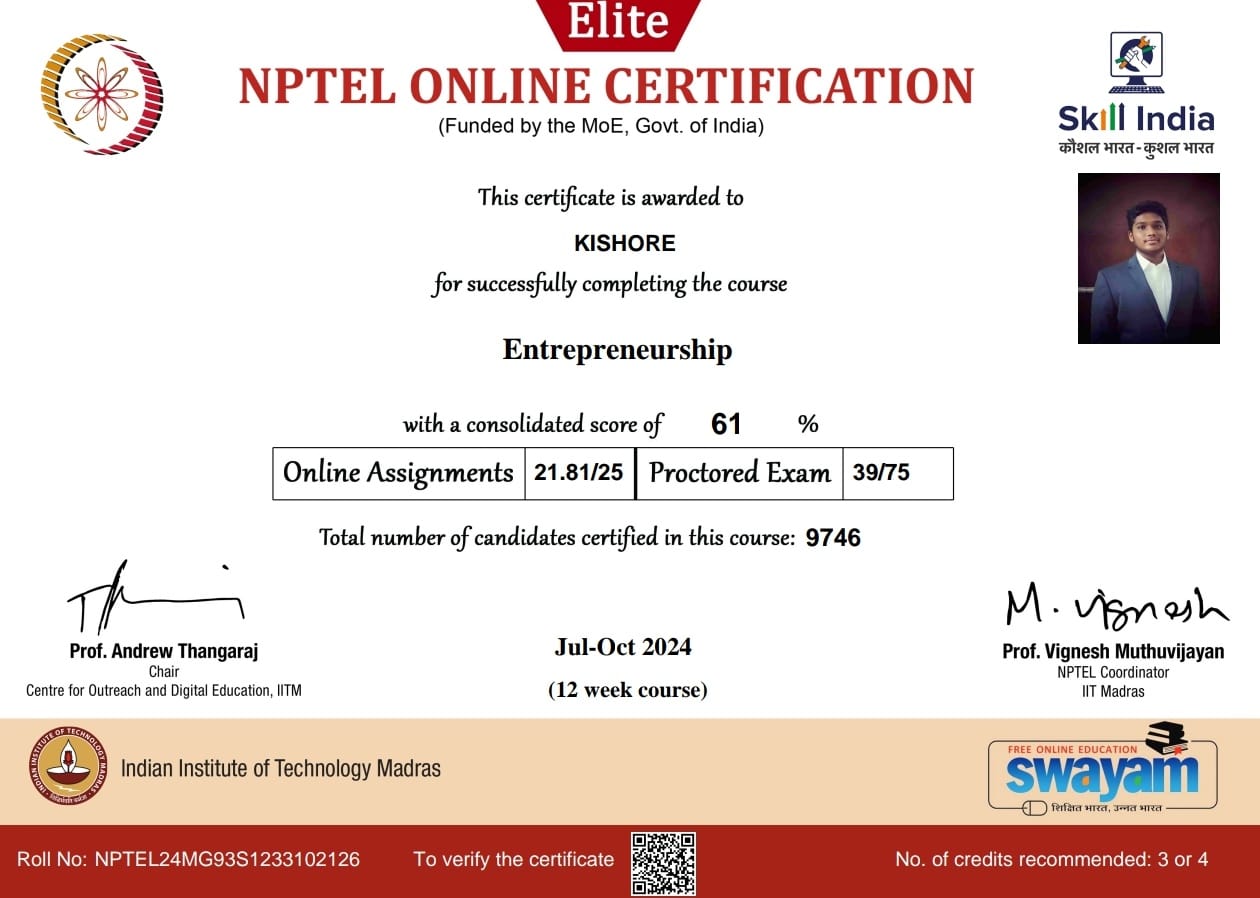 Elite
NPTEL ONLINE CERTIFICATION
(Funded by the MoE, Govt. of India)
Skill India
कौशल भारत - कुशल भारत
This certificate is awarded to
KISHORE
for successfully completing the course
Entrepreneurship
with a consolidated score of 61 %
Online Assignments 21.81/25 Proctored Exam 39/75
Total number of candidates certified in this course: 9746
M. Vignesh
Prof. Andrew Thangaraj
Chair
Centre for Outreach and Digital Education, IITM
Jul-Oct 2024
(12 week course)
Prof. Vignesh Muthuvijayan
NPTEL Coordinator
IIT Madras
INDIAN INSTITUTE OF TECHNOLOGY MADRAS
Indian Institute of Technology Madras
FREE ONLINE EDUCATION
swayam
शिक्षित भारत, उन्नत भारत
Roll No: NPTEL24MG93S1233102126
To verify the certificate
No. of credits recommended: 3 or 4